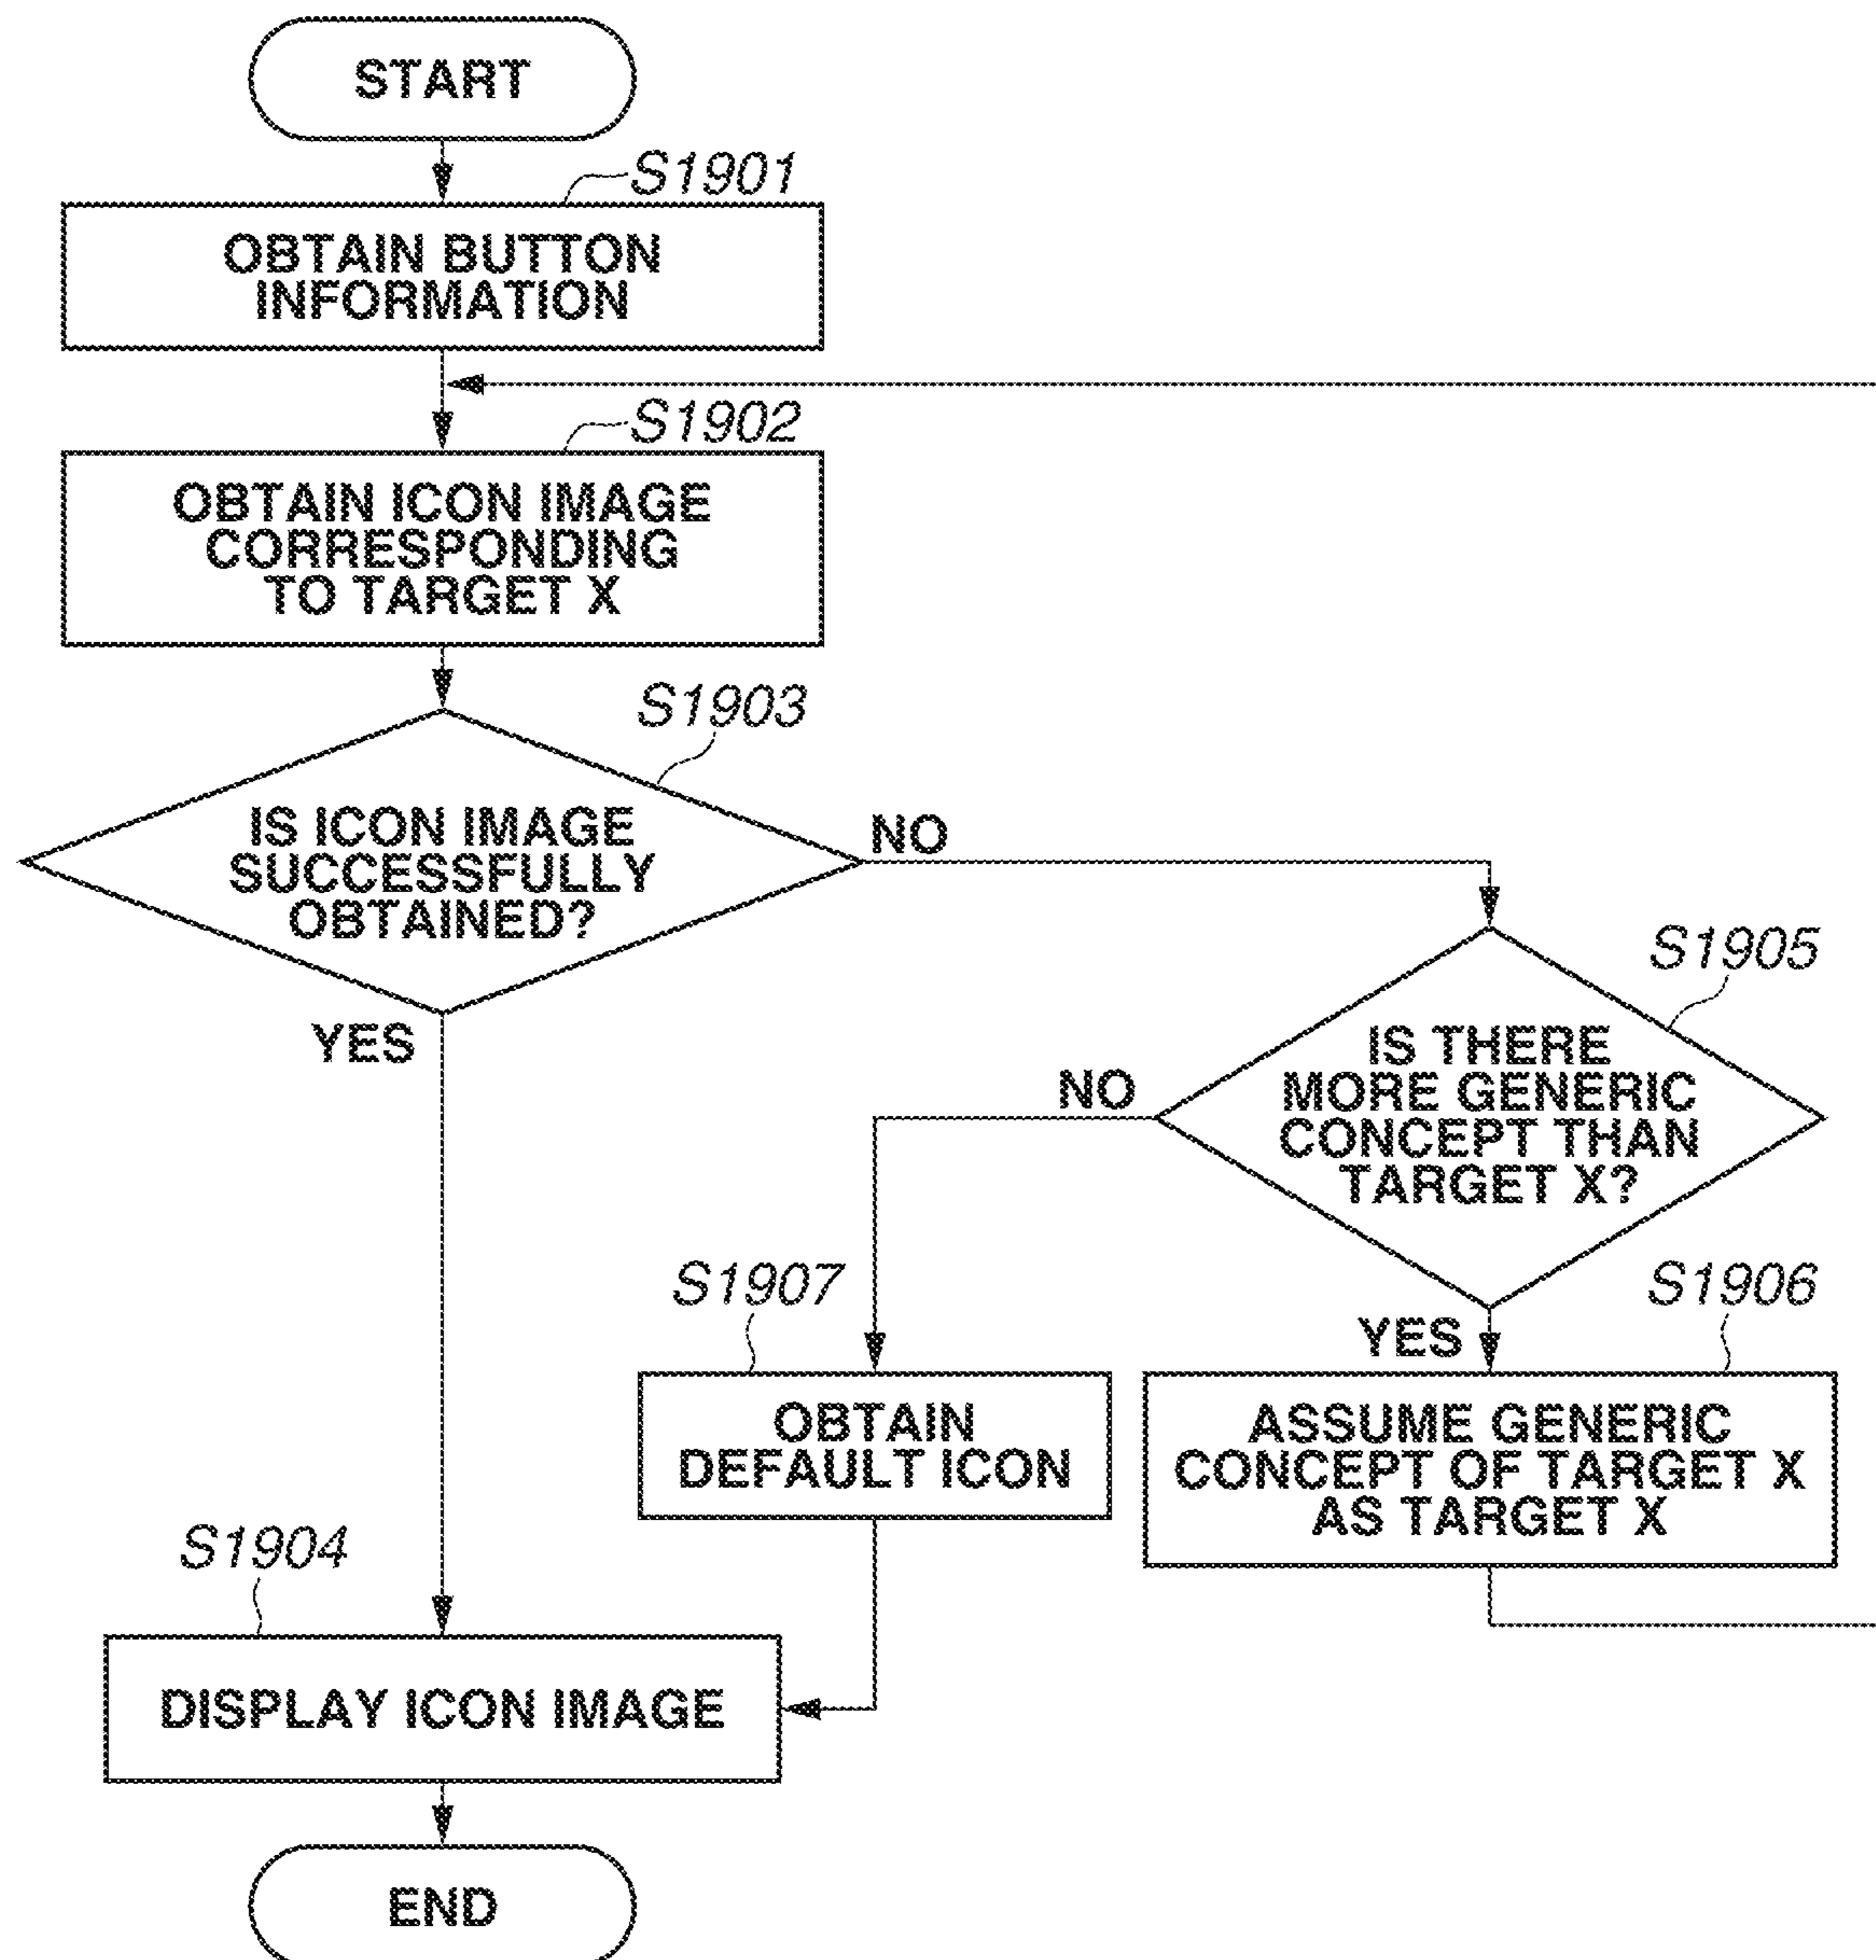 START
S1901
OBTAIN BUTTON
INFORMATION
S1902
OBTAIN ICON IMAGE
CORRESPONDING
TO TARGET X
S1903
IS ICON IMAGE
SUCCESSFULLY
OBTAINED?
NO
YES
S1905
IS THERE
MORE GENERIC
CONCEPT THAN
TARGET X?
NO
YES
S1907
OBTAIN
DEFAULT ICON
S1906
ASSUME GENERIC
CONCEPT OF TARGET X
AS TARGET X
S1904
DISPLAY ICON IMAGE
END